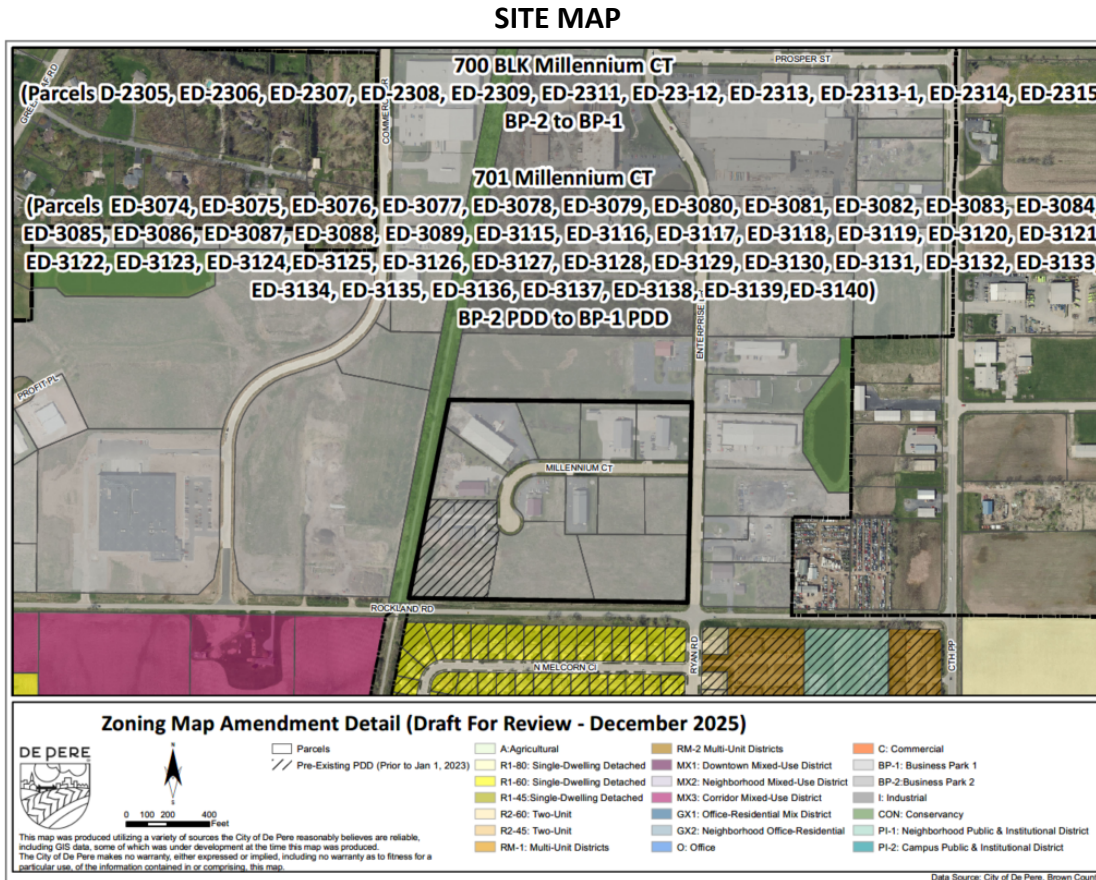 SITE MAP
700 BLK Millennium CT
(Parcels D-2305, ED-2306, ED-2307, ED-2308, ED-2309, ED-2311, ED-23-12, ED-2313, ED-2313-1, ED-2314, ED-2315
BP-2 to BP-1
701 Millennium CT
(Parcels ED-3074, ED-3075, ED-3076, ED-3077, ED-3078, ED-3079, ED-3080, ED-3081, ED-3082, ED-3083, ED-3084,
ED-3085, ED-3086, ED-3087, ED-3088, ED-3089, ED-3115, ED-3116, ED-3117, ED-3118, ED-3119, ED-3120, ED-3121
ED-3122, ED-3123, ED-3124,ED-3125, ED-3126, ED-3127, ED-3128, ED-3129, ED-3130, ED-3131, ED-3132, ED-3133,
ED-3134, ED-3135, ED-3136, ED-3137, ED-3138, ED-3139,ED-3140)
BP-2 PDD to BP-1 PDD
PROSPER ST
RD
COMMERCE
ENTERPRISE
PROFIT PL
MILLENNIUM CT
ROCKLAND RD
N MELCORN CI
RYAN RD
CTH PP
Zoning Map Amendment Detail (Draft For Review - December 2025)
DE PERE
N
S
0 100 200 400
Feet
Parcels
Pre-Existing PDD (Prior to Jan 1, 2023)
A:Agricultural
R1-80: Single-Dwelling Detached
R1-60: Single-Dwelling Detached
R1-45:Single-Dwelling Detached
R2-60: Two-Unit
R2-45: Two-Unit
RM-1: Multi-Unit Districts
RM-2 Multi-Unit Districts
MX1: Downtown Mixed-Use District
MX2: Neighborhood Mixed-Use District
MX3: Corridor Mixed-Use District
GX1: Office-Residential Mix District
GX2: Neighborhood Office-Residential
O: Office
C: Commercial
BP-1: Business Park 1
BP-2:Business Park 2
I: Industrial
CON: Conservancy
PI-1: Neighborhood Public & Institutional District
PI-2: Campus Public & Institutional District
This map was produced utilizing a variety of sources the City of De Pere reasonably believes are reliable,
including GIS data, some of which was under development at the time this map was produced.
The City of De Pere makes no warranty, either expressed or implied, including no warranty as to fitness for a
particular use, of the information contained in or comprising, this map.
Data Source: City of De Pere, Brown Count